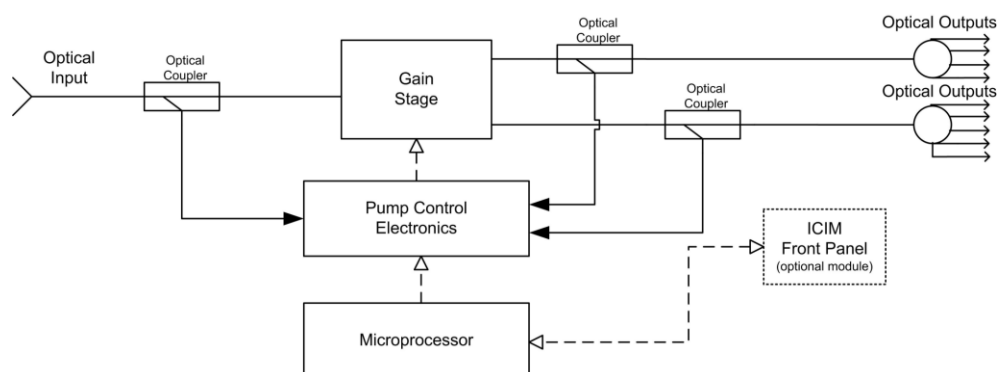 Optical
Input
Optical
Coupler
Gain
Stage
Optical
Coupler
Optical Outputs
Optical
Coupler
Optical Outputs
Pump Control
Electronics
ICIM
Front Panel
(optional module)
Microprocessor